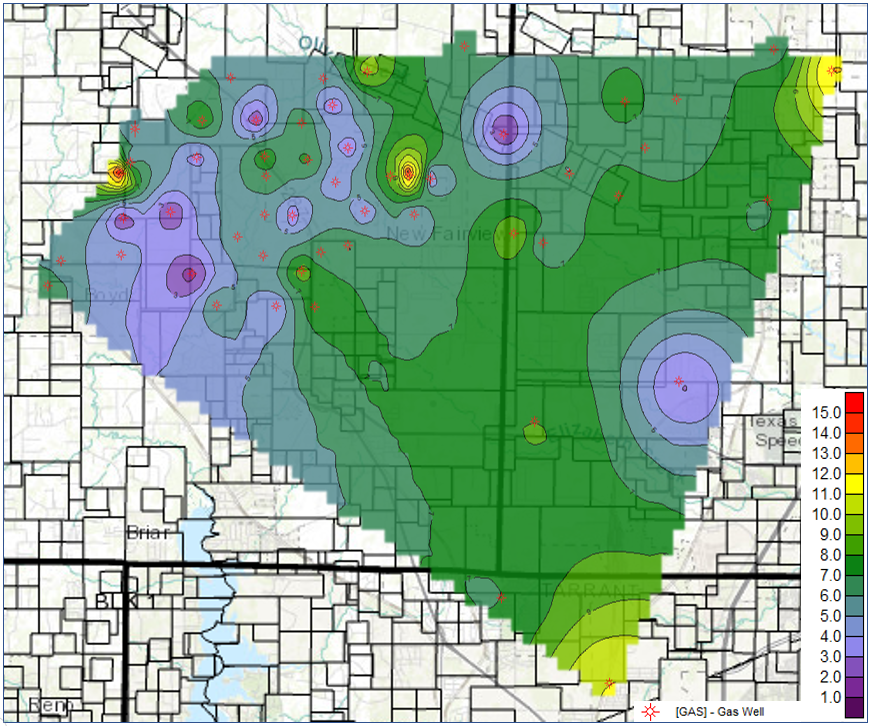 Oliv
New Fairview
Boyd
Elizabe
Texas
Speed
Briar
TARRANT
BLK 1
Reno
15.0
14.0
13.0
12.0
11.0
10.0
9.0
8.0
7.0
6.0
5.0
4.0
3.0
2.0
1.0
[GAS] - Gas Well